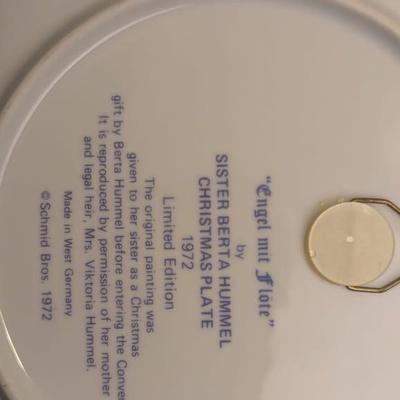 "Engel mit Flöte"
by
SISTER BERTA HUMMEL
CHRISTMAS PLATE
1972
Limited Edition
The original painting was
given to her sister as a Christmas
gift by Berta Hummel before entering the
It is reproduced by permission of her mother
and legal heir, Mrs. Viktoria Hummel.
Made in West Germany
© Schmid Bros. 1972